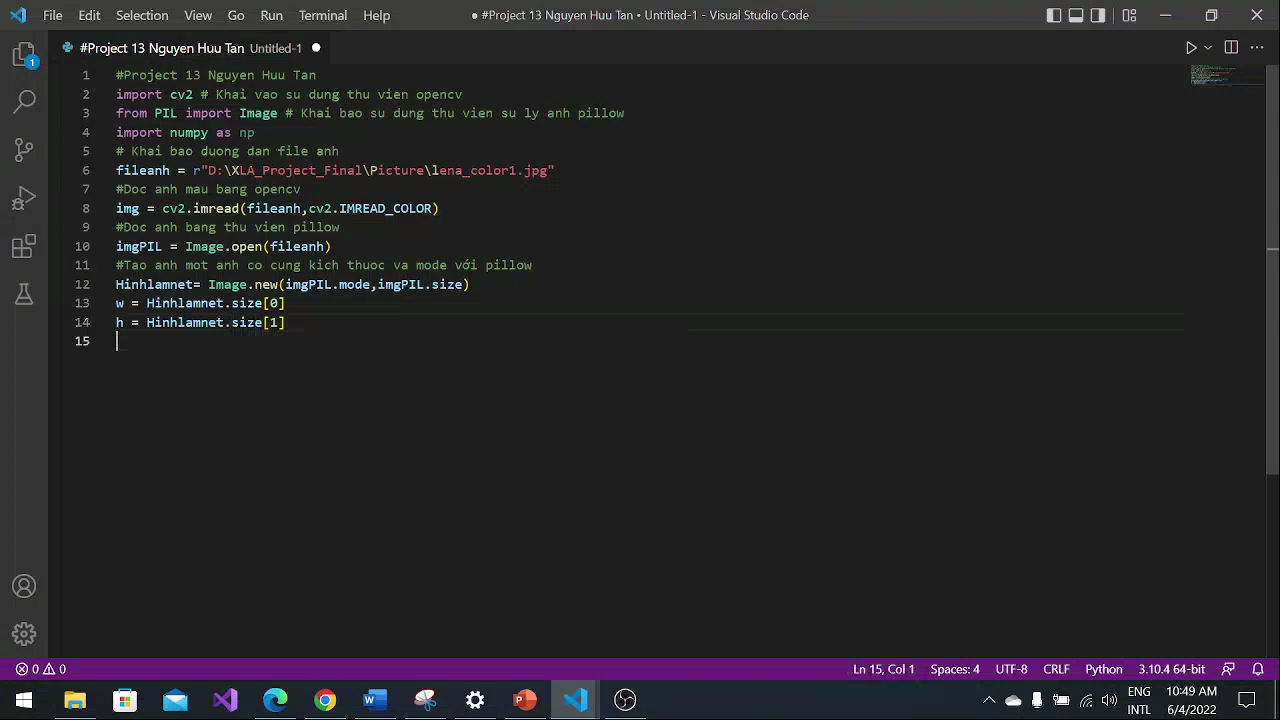 File Edit Selection View Go Run Terminal Help
● #Project 13 Nguyen Huu Tan • Untitled-1 - Visual Studio Code
#Project 13 Nguyen Huu Tan Untitled-1 ●
1 #Project 13 Nguyen Huu Tan
2 import cv2 # Khai vao su dung thu vien opencv
3 from PIL import Image # Khai bao su dung thu vien su ly anh pillow
4 import numpy as np
5 # Khai bao duong dan file anh
6 fileanh = r"D:\XLA_Project_Final\Picture\lena_color1.jpg"
7 #Doc anh mau bang opencv
8 img = cv2.imread(fileanh,cv2.IMREAD_COLOR)
9 #Doc anh bang thu vien pillow
10 imgPIL = Image.open(fileanh)
11 #Tao anh mot anh co cung kich thuoc va mode với pillow
12 Hinhlamnet= Image.new(imgPIL.mode,imgPIL.size)
13 w = Hinhlamnet.size[0]
14 h = Hinhlamnet.size[1]
15
1
0 0
Ln 15, Col 1 Spaces: 4 UTF-8 CRLF Python 3.10.4 64-bit
ENG 10:49 AM
INTL 6/4/2022